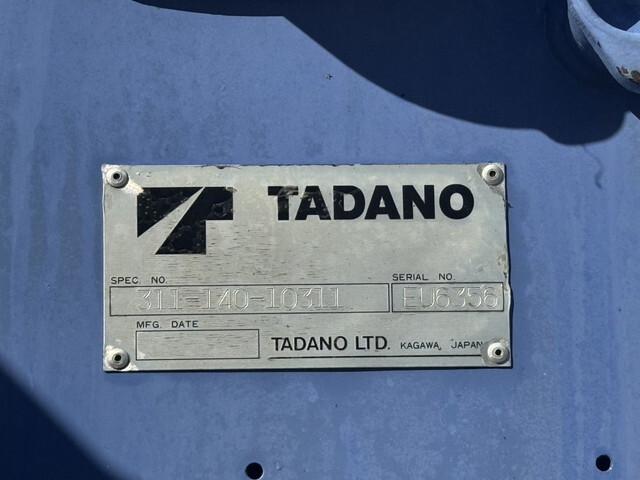 TADANO
SPEC. NO. SERIAL NO.
311-140-10311 EU6356
MFG. DATE
TADANO LTD. KAGAWA, JAPAN